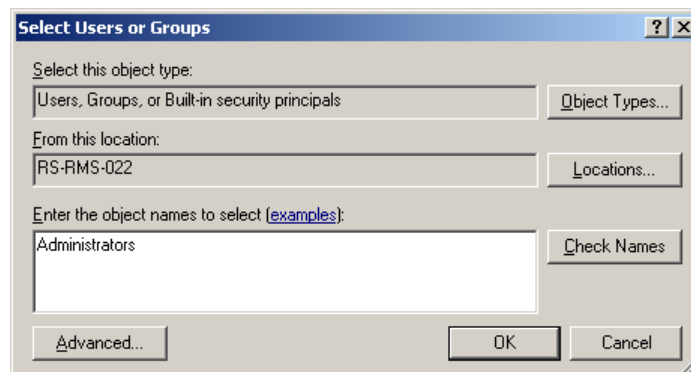 Select Users or Groups
Select this object type:
Users, Groups, or Built-in security principals
Object Types...
From this location:
RS-RMS-022
Locations...
Enter the object names to select (examples):
Administrators
Check Names
Advanced...
OK
Cancel